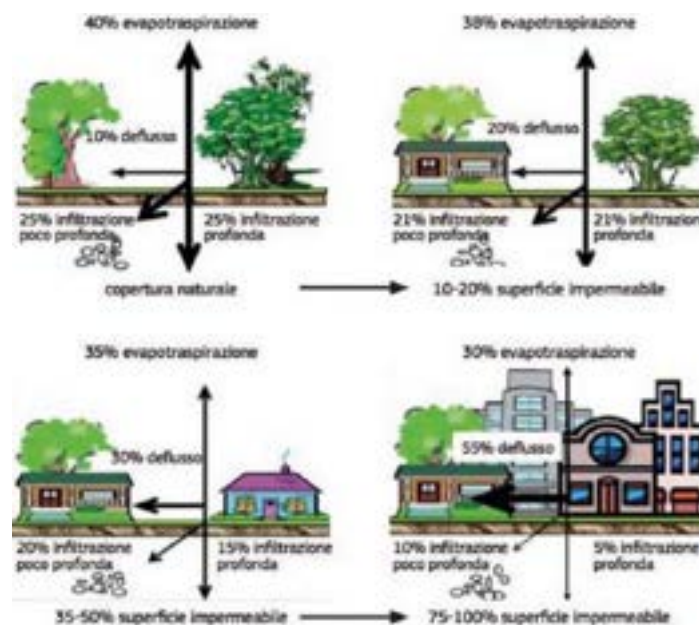 40% evapotraspirazione
10% deflusso
25% infiltrazione
poco profonda
25% infiltrazione
profonda
copertura naturale
38% evapotraspirazione
20% deflusso
21% infiltrazione
poco profonda
21% infiltrazione
profonda
10-20% superficie impermeabile
35% evapotraspirazione
30% deflusso
20% infiltrazione
poco profonda
15% infiltrazione
profonda
35-50% superficie impermeabile
30% evapotraspirazione
55% deflusso
10% infiltrazione
poco profonda
5% infiltrazione
profonda
75-100% superficie impermeabile